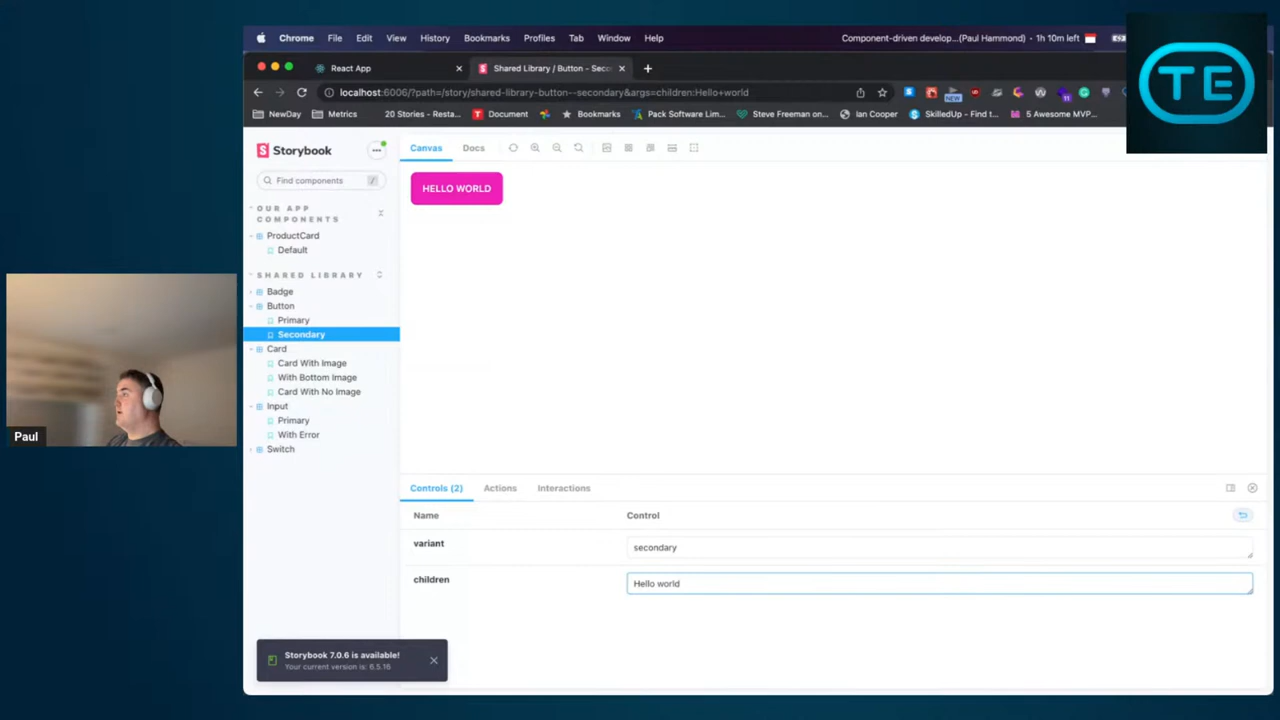 Chrome File Edit View History Bookmarks Profiles Tab Window Help
Component-driven develop...(Paul Hammond) • 1h 10m left
TE
React App
Shared Library / Button - Seco
localhost:6006/?path=/story/shared-library-button--secondary&args=children:Hello+world
NEW
11
NewDay Metrics 20 Stories - Resta... Document Bookmarks Pack Software Lim... Steve Freeman on... Ian Cooper SkilledUp - Find t... 5 Awesome MVP...
Storybook
Canvas Docs
Find components /
HELLO WORLD
OUR APP
COMPONENTS
ProductCard
Default
SHARED LIBRARY
Badge
Button
Primary
Secondary
Card
Card With Image
With Bottom Image
Card With No Image
Input
Primary
With Error
Switch
Paul
Controls (2) Actions Interactions
Name Control
variant secondary
children Hello world
Storybook 7.0.6 is available!
Your current version is: 6.5.16